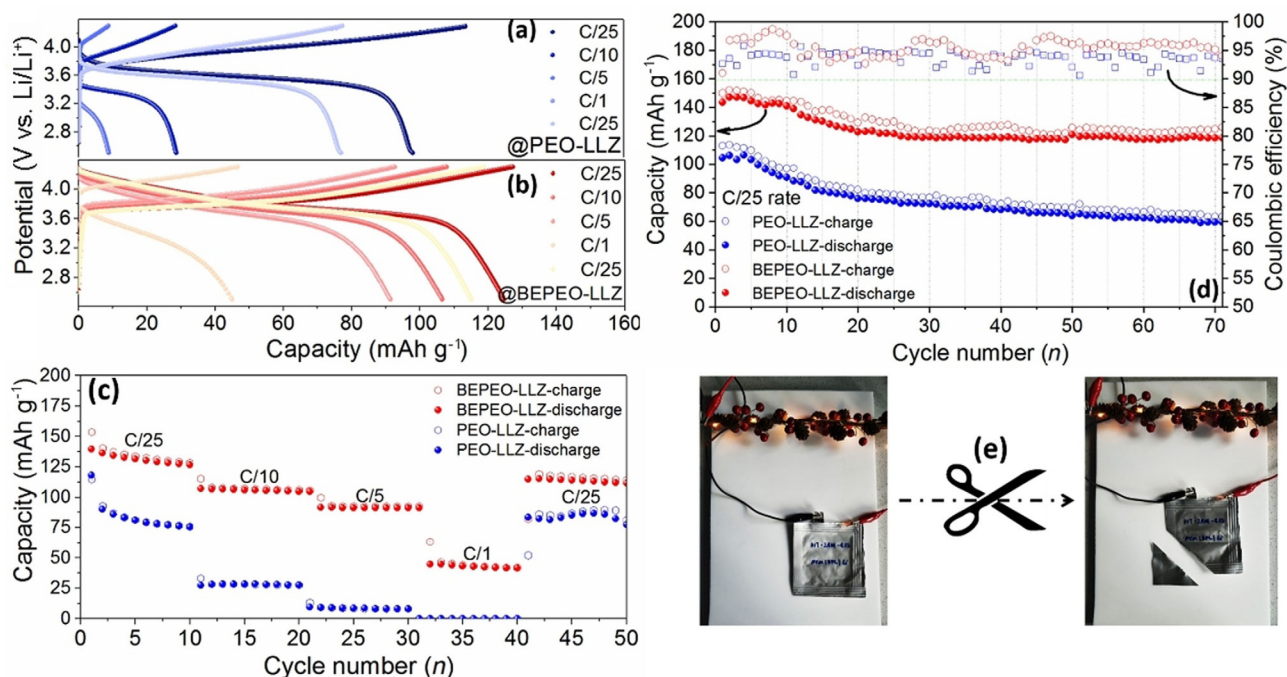 (a)
C/25
C/10
C/5
C/1
C/25
@PEO-LLZ
4.0
3.6
3.2
2.8
(b)
C/25
C/10
C/5
C/1
C/25
@BEPEO-LLZ
4.0
3.6
3.2
2.8
Potential (V vs. Li/Li⁺)
0 20 40 60 80 100 120 140 160
Capacity (mAh g⁻¹)
200
180
160
140
120
100
80
60
40
20
0
Capacity (mAh g⁻¹)
100
95
90
85
80
75
70
65
60
55
50
Coulombic efficiency (%)
C/25 rate
PEO-LLZ-charge
PEO-LLZ-discharge
BEPEO-LLZ-charge
BEPEO-LLZ-discharge
(d)
0 10 20 30 40 50 60 70
Cycle number (n)
(c)
200
175
150
125
100
75
50
25
0
Capacity (mAh g⁻¹)
BEPEO-LLZ-charge
BEPEO-LLZ-discharge
PEO-LLZ-charge
PEO-LLZ-discharge
C/25
C/10
C/5
C/1
C/25
0 10 20 30 40 50
Cycle number (n)
(e)